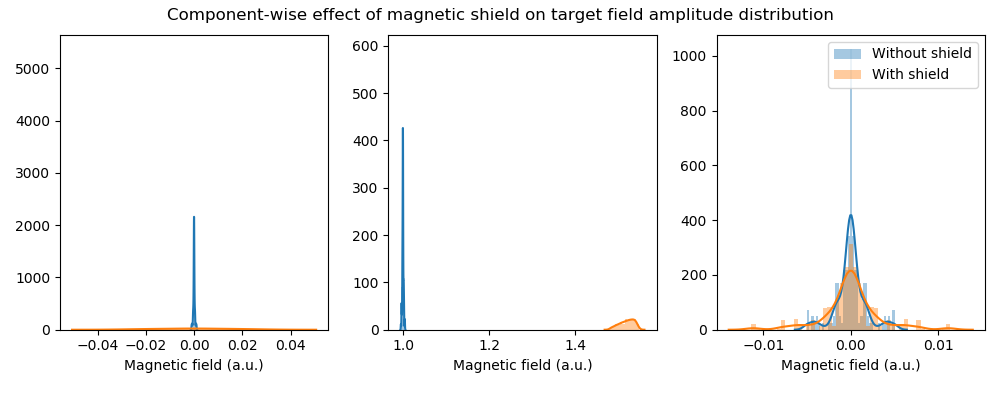 Component-wise effect of magnetic shield on target field amplitude distribution
5000
4000
3000
2000
1000
0
−0.04 −0.02 0.00 0.02 0.04
Magnetic field (a.u.)
600
500
400
300
200
100
0
1.0 1.2 1.4
Magnetic field (a.u.)
Without shield
With shield
1000
800
600
400
200
0
−0.01 0.00 0.01
Magnetic field (a.u.)